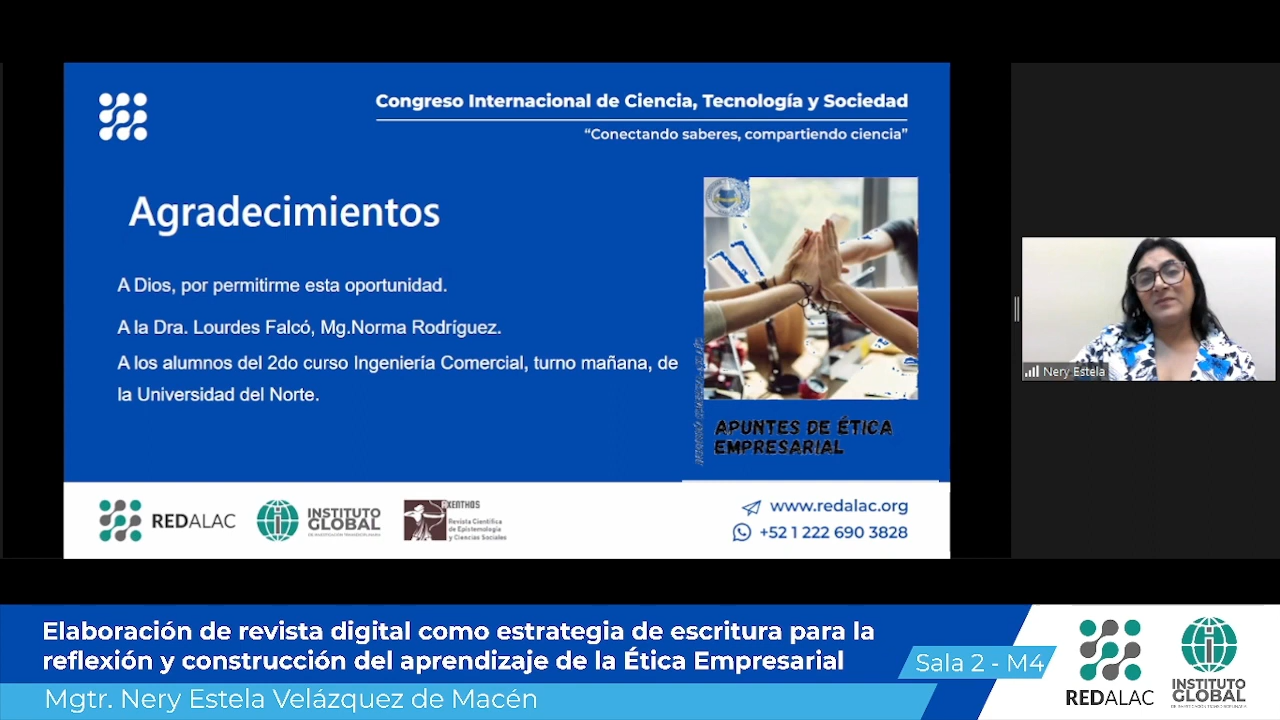 Congreso Internacional de Ciencia, Tecnología y Sociedad
“Conectando saberes, compartiendo ciencia”
Agradecimientos
A Dios, por permitirme esta oportunidad.
A la Dra. Lourdes Falcó, Mg.Norma Rodríguez.
A los alumnos del 2do curso Ingeniería Comercial, turno mañana, de
la Universidad del Norte.
APUNTES DE ÉTICA
EMPRESARIAL
Nery Estela
REDALAC
INSTITUTO
GLOBAL
XENTHOS
Revista Científica
de Epistemología
y Ciencias Sociales
www.redalac.org
+52 1 222 690 3828
Elaboración de revista digital como estrategia de escritura para la
reflexión y construcción del aprendizaje de la Ética Empresarial
Mgtr. Nery Estela Velázquez de Macén
Sala 2 - M4
REDALAC
INSTITUTO
GLOBAL